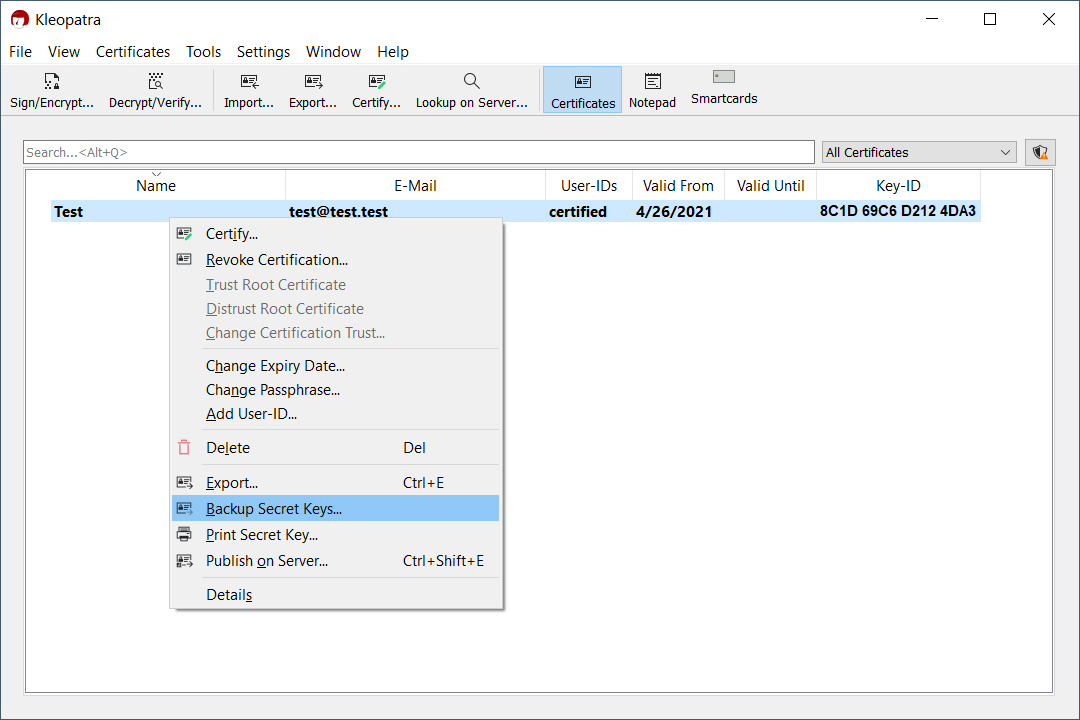 Kleopatra
File View Certificates Tools Settings Window Help
Sign/Encrypt... Decrypt/Verify... Import... Export... Certify... Lookup on Server... Certificates Notepad Smartcards
Search...<Alt+Q> All Certificates
Name E-Mail User-IDs Valid From Valid Until Key-ID
Test test@test.test certified 4/26/2021 8C1D 69C6 D212 4DA3
Certify...
Revoke Certification...
Trust Root Certificate
Distrust Root Certificate
Change Certification Trust...
Change Expiry Date...
Change Passphrase...
Add User-ID...
Delete Del
Export... Ctrl+E
Backup Secret Keys...
Print Secret Key...
Publish on Server... Ctrl+Shift+E
Details